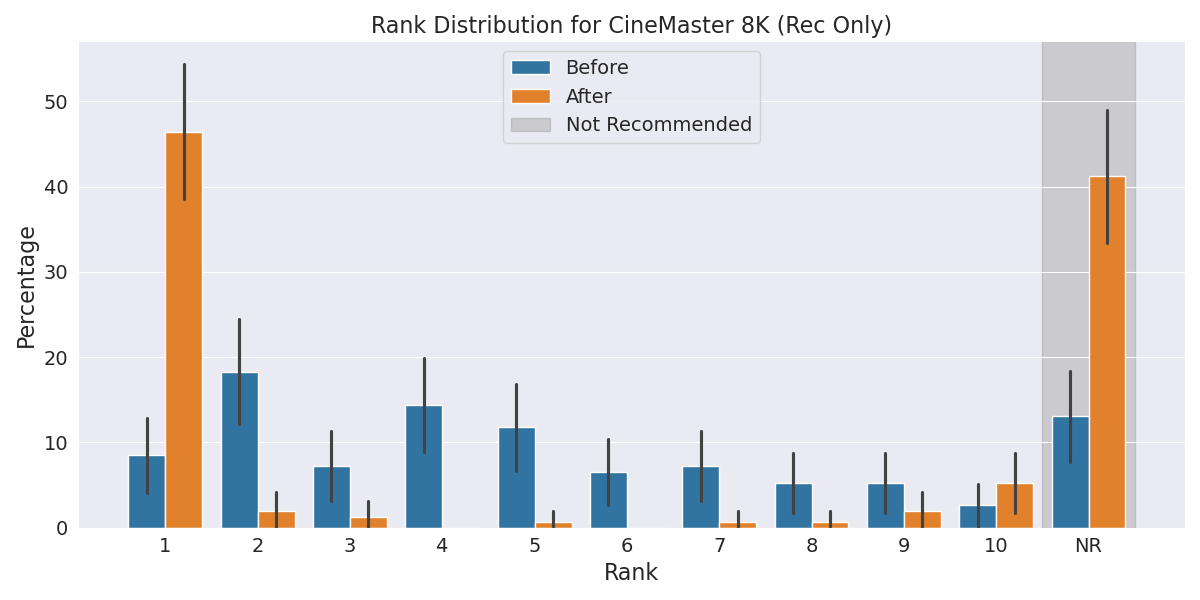 Rank Distribution for CineMaster 8K (Rec Only)
Before
After
Not Recommended
Percentage
50
40
30
20
10
0
1 2 3 4 5 6 7 8 9 10 NR
Rank